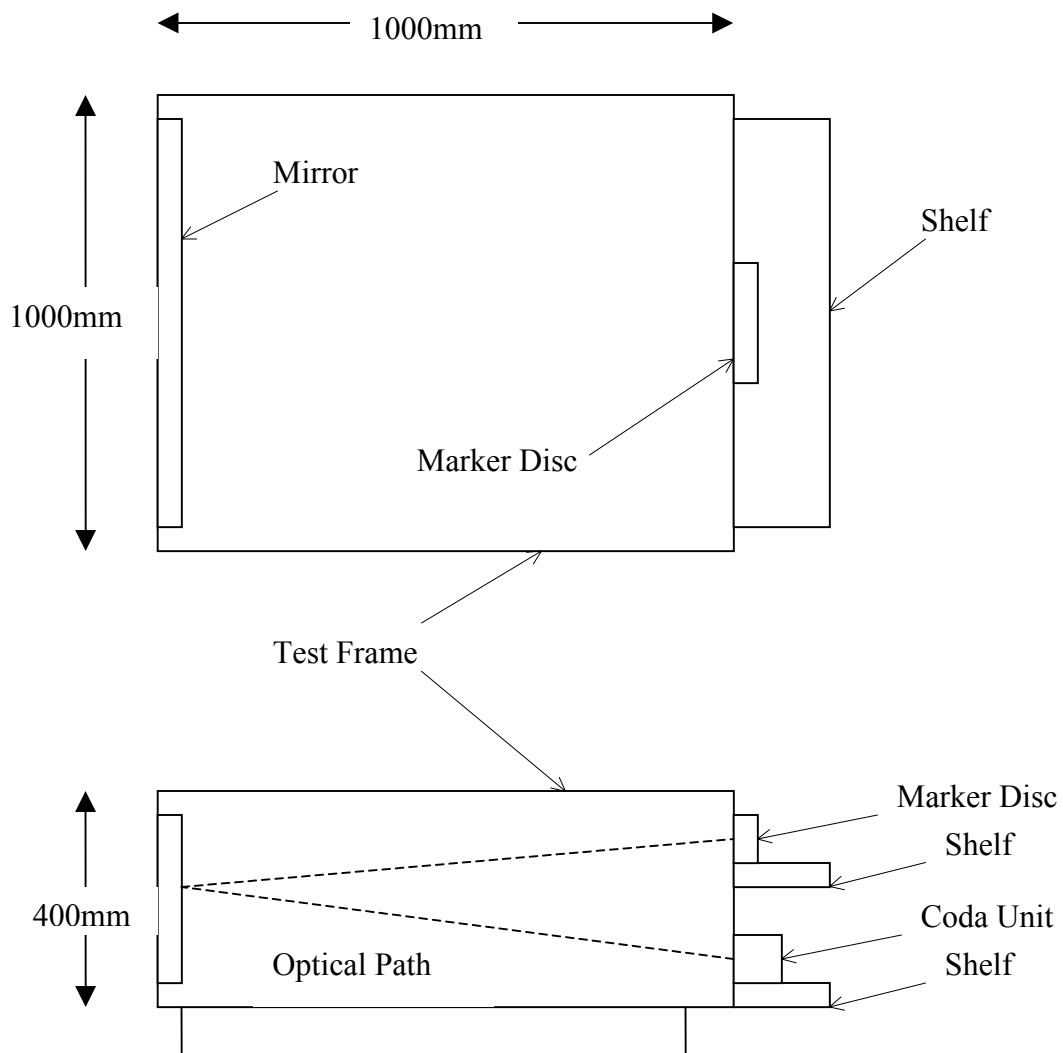 1000mm
Mirror
Shelf
1000mm
Marker Disc
Test Frame
Marker Disc
Shelf
400mm
Coda Unit
Optical Path
Shelf